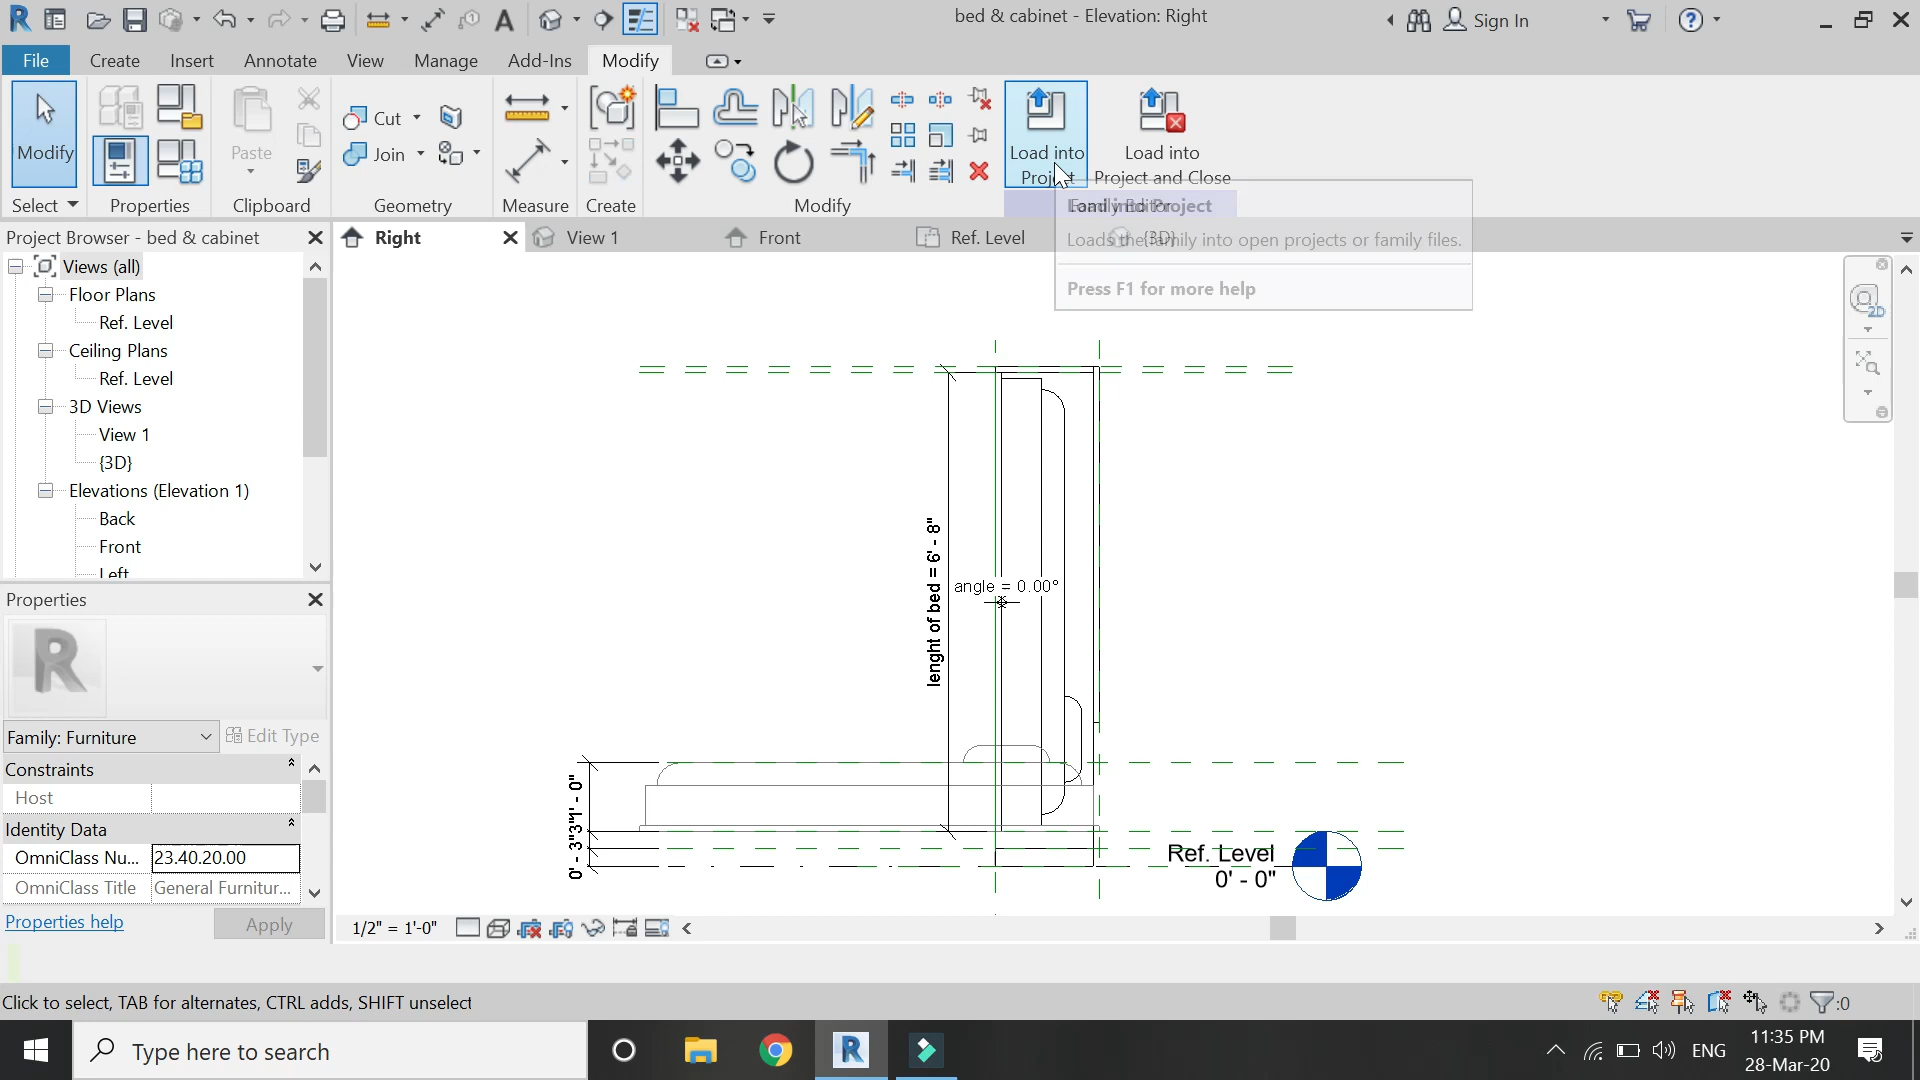 bed & cabinet - Elevation: Right
Sign In
File
Create
Insert
Annotate
View
Manage
Add-Ins
Modify
Modify
Paste
Cut
Join
Load into
Project
Load into
Project and Close
Select
Properties
Clipboard
Geometry
Measure
Create
Modify
Load into Project
Loads the family into open projects or family files.
Press F1 for more help
Project Browser - bed & cabinet
Right
View 1
Front
Ref. Level
{3D}
Views (all)
Floor Plans
Ref. Level
Ceiling Plans
Ref. Level
3D Views
View 1
{3D}
Elevations (Elevation 1)
Back
Front
Left
Properties
R
Family: Furniture
Edit Type
Constraints
Host
Identity Data
OmniClass Nu... 23.40.20.00
OmniClass Title General Furnitur...
Properties help
Apply
lenght of bed = 6' - 8"
angle = 0.00°
Ref. Level
0' - 0"
1/2" = 1'-0"
Click to select, TAB for alternates, CTRL adds, SHIFT unselect
:0
Type here to search
ENG
11:35 PM
28-Mar-20